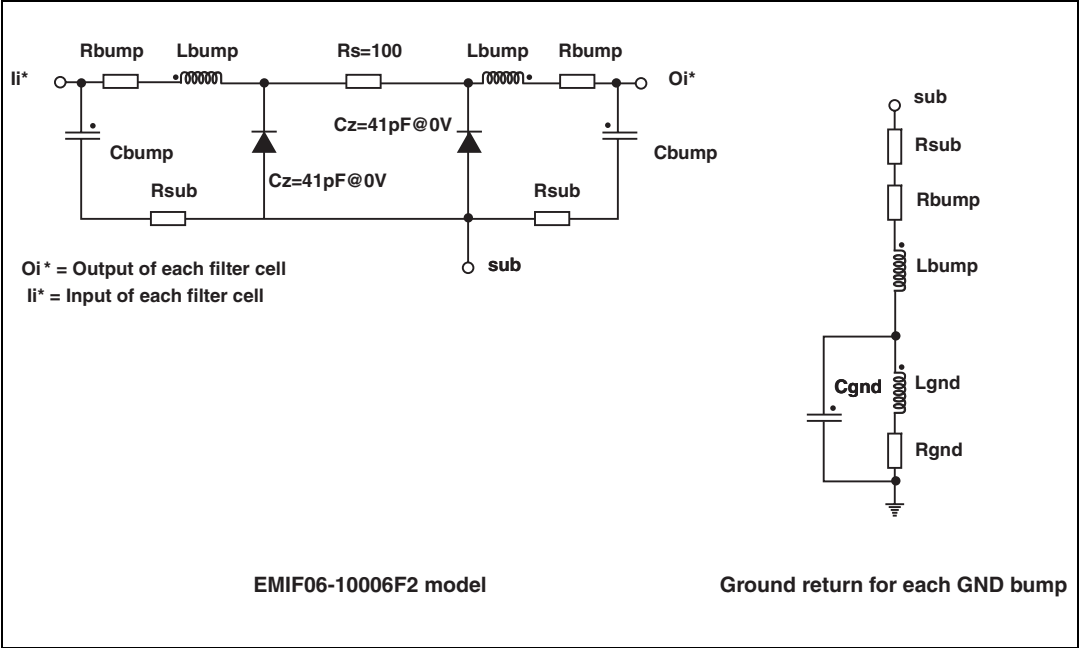 Rbump Lbump Rs=100 Lbump Rbump
Ii* Oi*
Cz=41pF@0V
Cbump Cbump
Cz=41pF@0V
Rsub Rsub
sub
Oi* = Output of each filter cell
Ii* = Input of each filter cell
EMIF06-10006F2 model
sub
Rsub
Rbump
Lbump
Cgnd Lgnd
Rgnd
Ground return for each GND bump